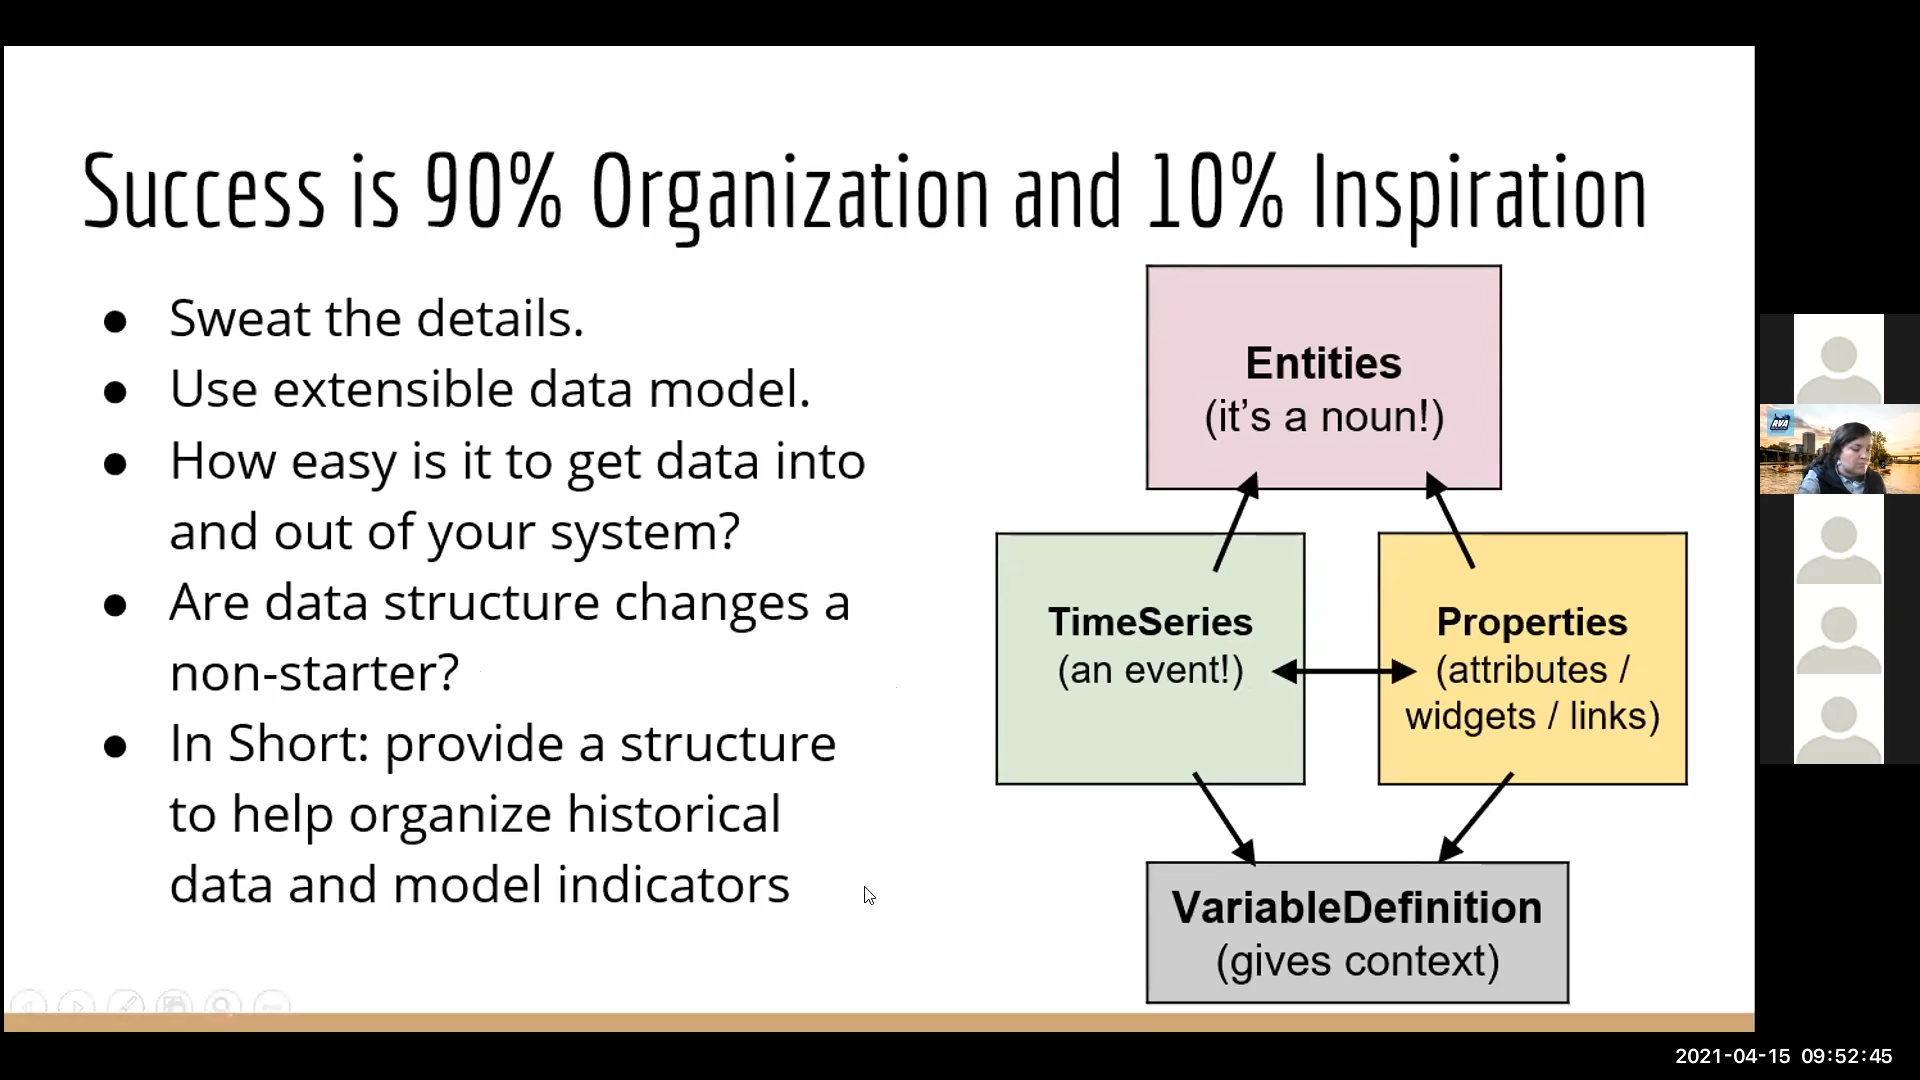 Success is 90% Organization and 10% Inspiration
● Sweat the details.
● Use extensible data model.
● How easy is it to get data into
and out of your system?
● Are data structure changes a
non-starter?
● In Short: provide a structure
to help organize historical
data and model indicators
Entities
(it's a noun!)
TimeSeries
(an event!)
Properties
(attributes /
widgets / links)
VariableDefinition
(gives context)
RVA
2021-04-15 09:52:45